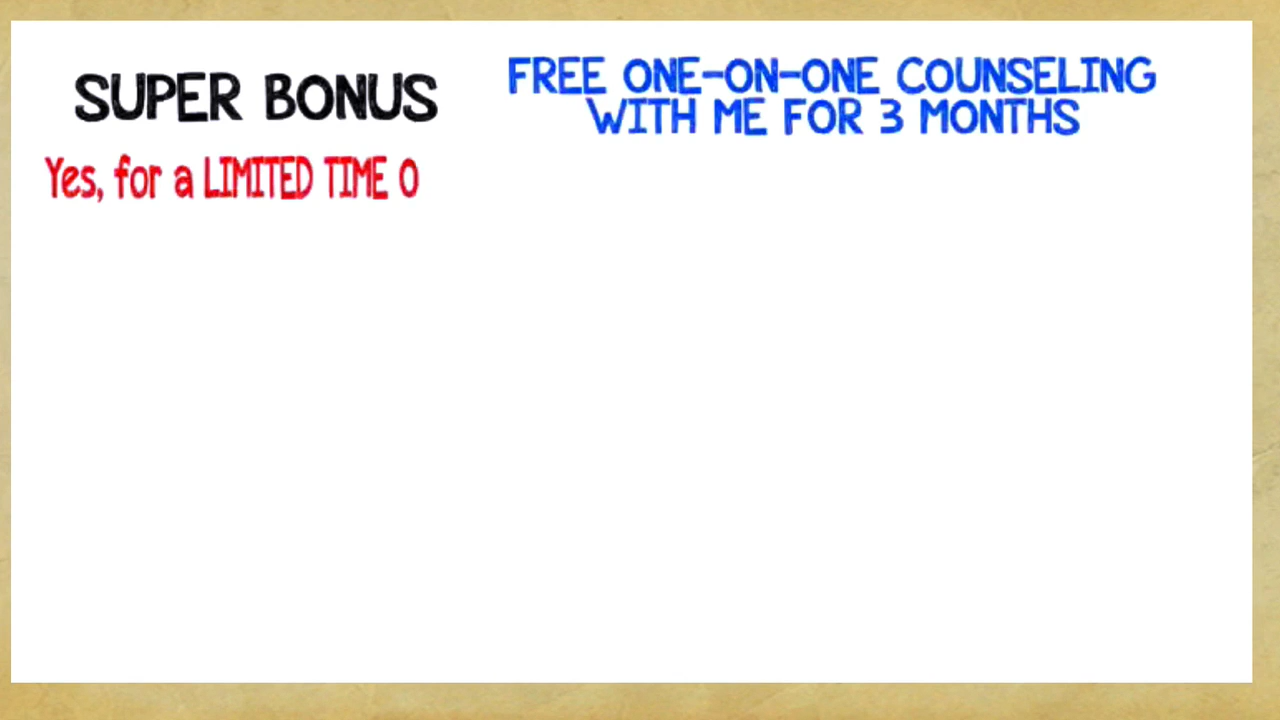 SUPER BONUS
Yes, for a LIMITED TIME O
FREE ONE-ON-ONE COUNSELING
WITH ME FOR 3 MONTHS